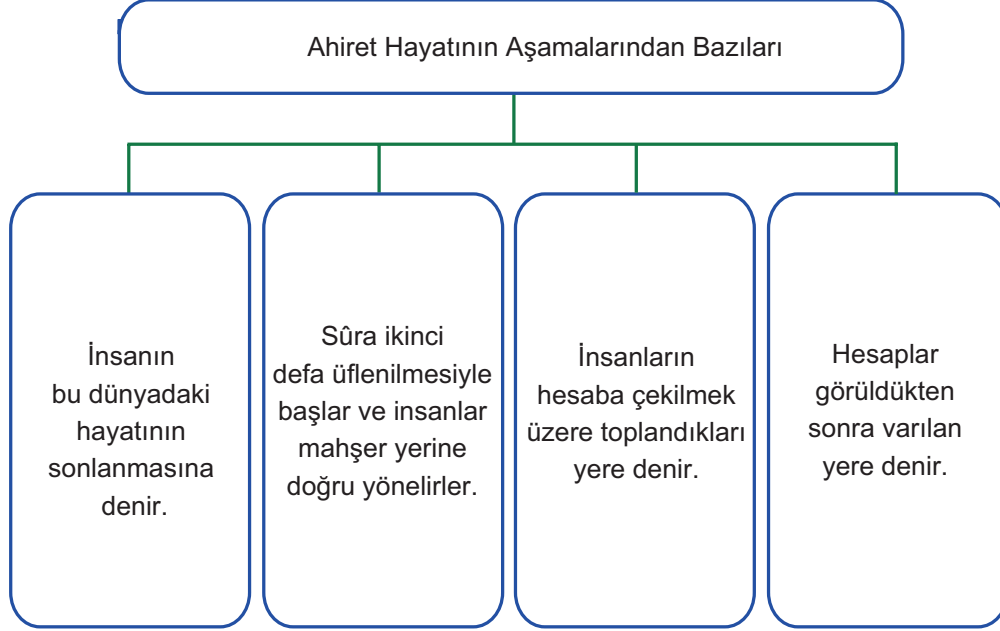 Ahiret Hayatının Aşamalarından Bazıları
İnsanın
bu dünyadaki
hayatının
sonlanmasına
denir.
Sûra ikinci
defa üflenilmesiyle
başlar ve insanlar
mahşer yerine
doğru yönelirler.
İnsanların
hesaba çekilmek
üzere toplandıkları
yere denir.
Hesaplar
görüldükten
sonra varılan
yere denir.